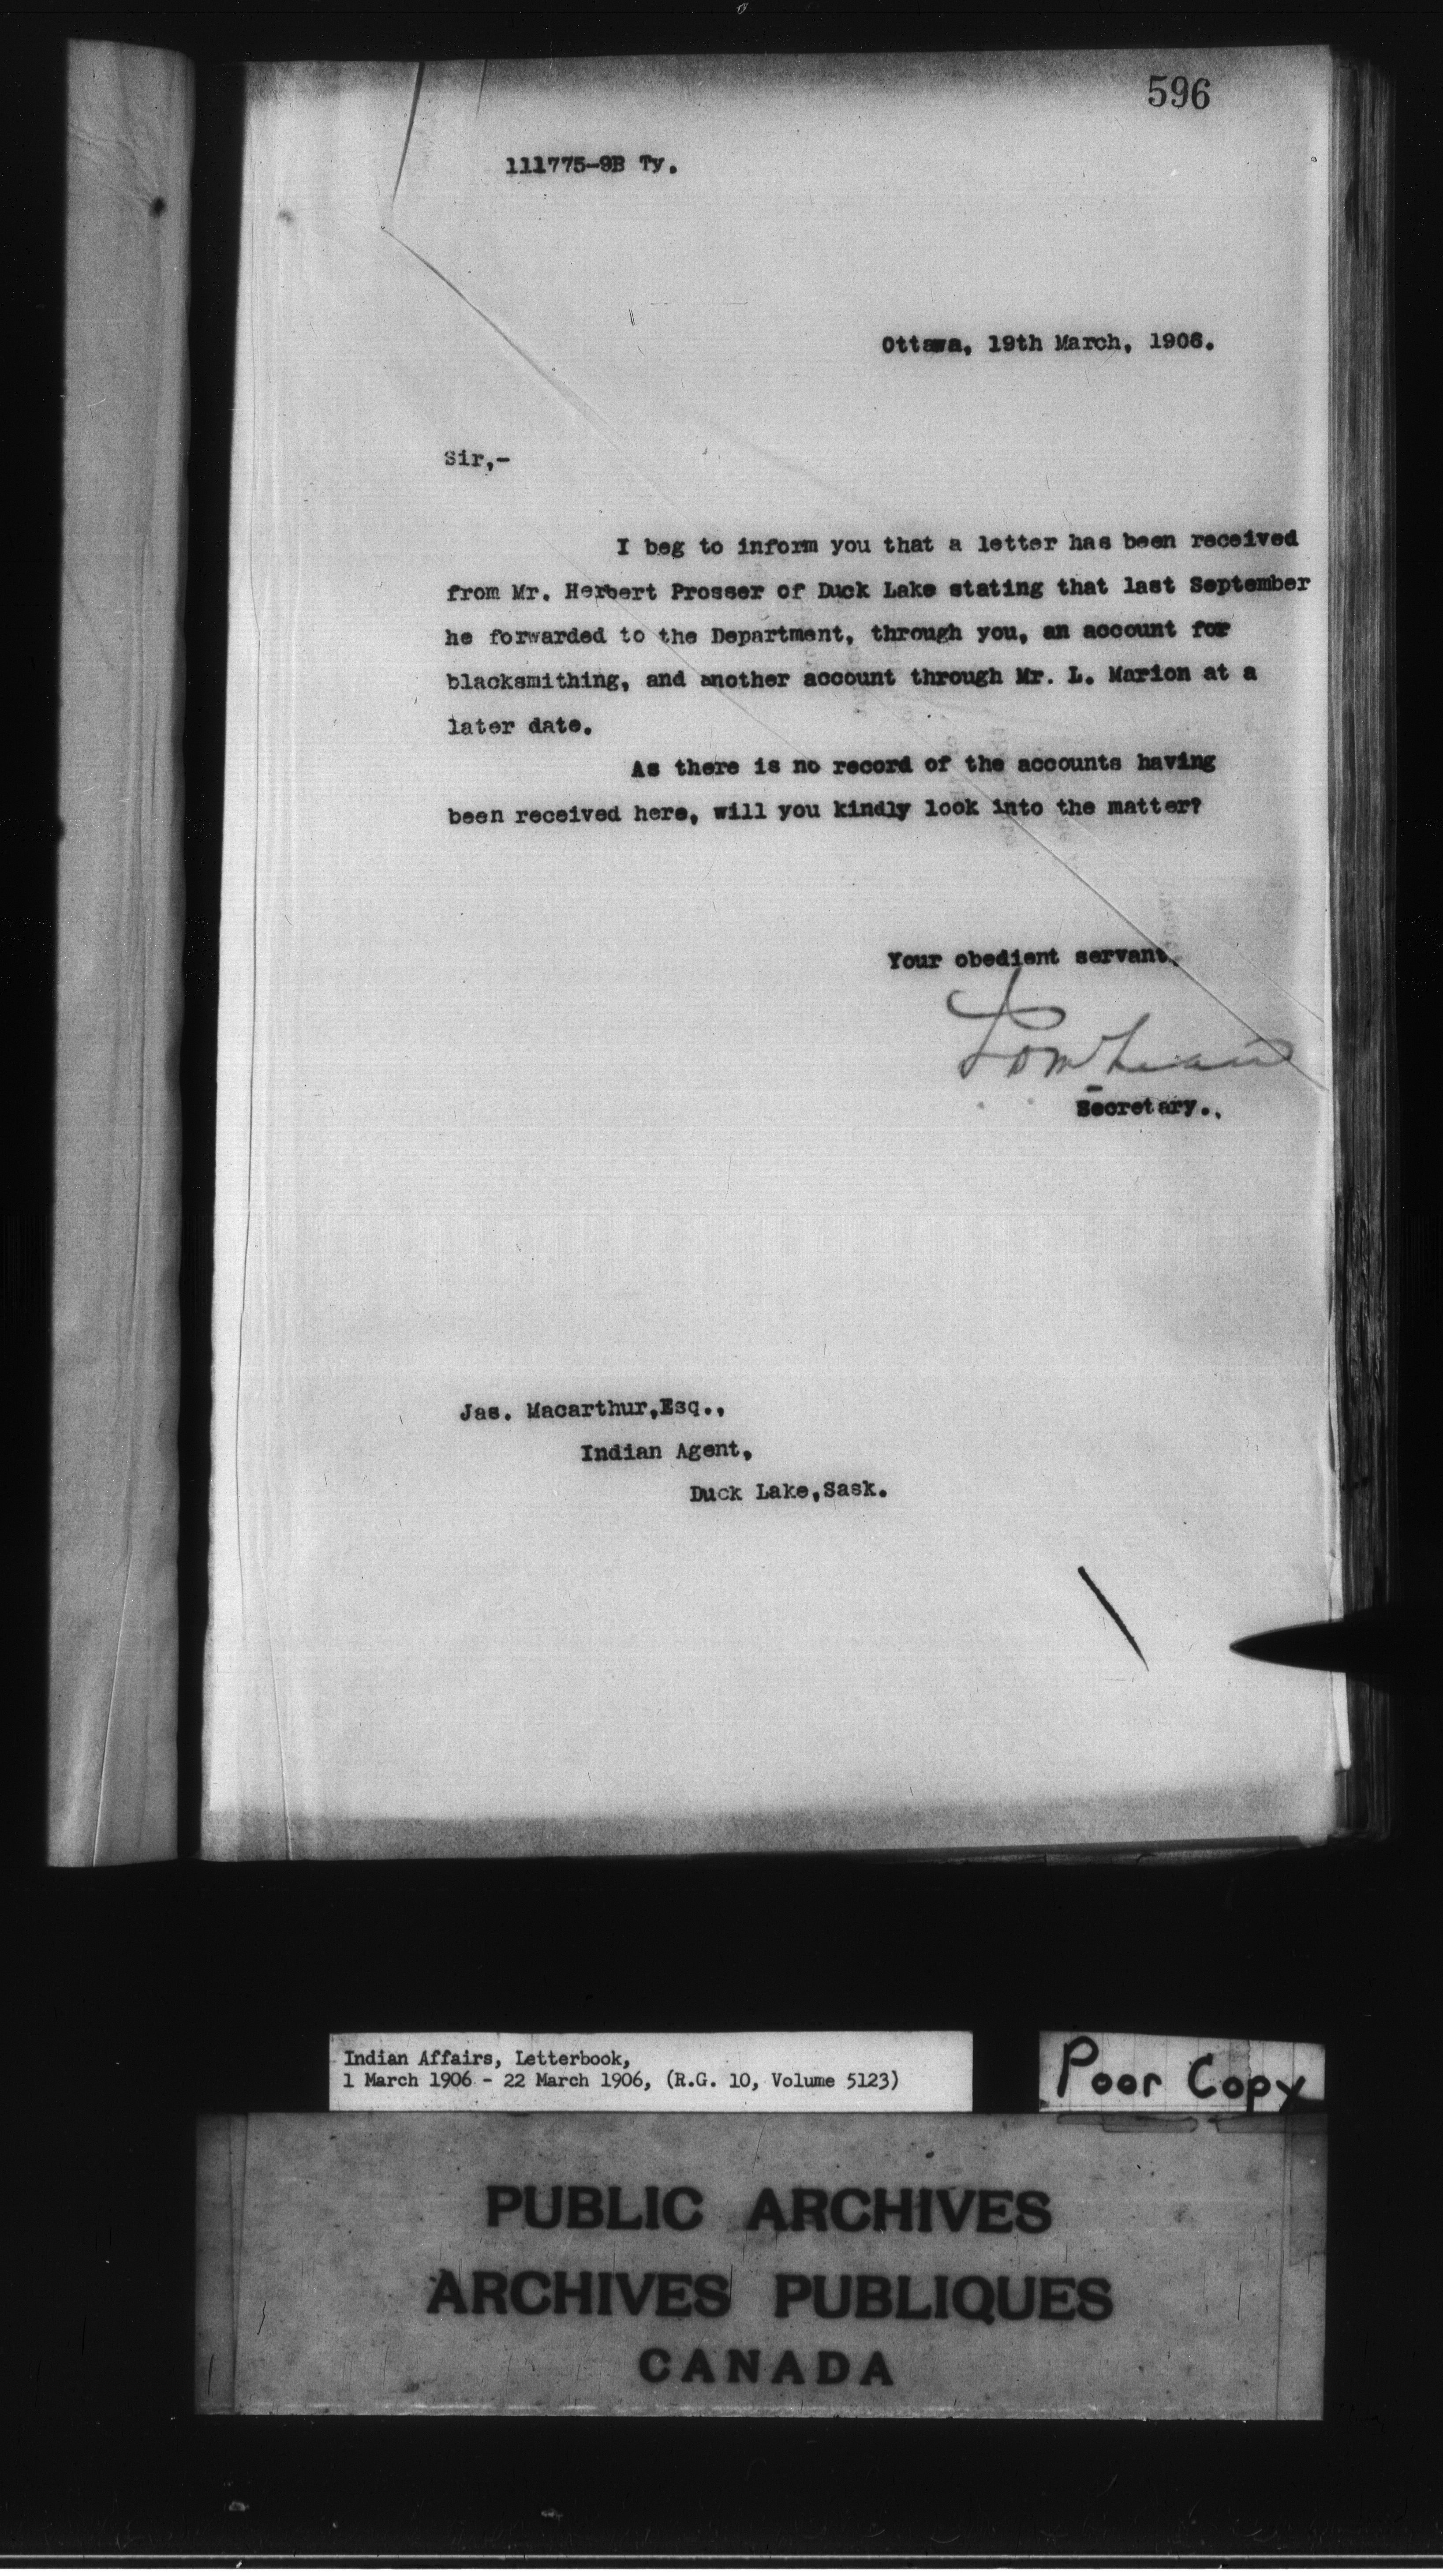 596
111775-9B Ty.
Ottawa, 19th March, 1906.
Sir,-
I beg to inform you that a letter has been received
from Mr. Herbert Prosser of Duck Lake stating that last September
he forwarded to the Department, through you, an account for
blacksmithing, and another account through Mr. L. Marion at a
later date.
As there is no record of the accounts having
been received here, will you kindly look into the matter?
Your obedient servant,
Secretary.
Jas. Macarthur,Esq.,
Indian Agent,
Duck Lake,Sask.
Indian Affairs, Letterbook,
1 March 1906 - 22 March 1906, (R.G. 10, Volume 5123)
Poor Copy
PUBLIC ARCHIVES
ARCHIVES PUBLIQUES
CANADA